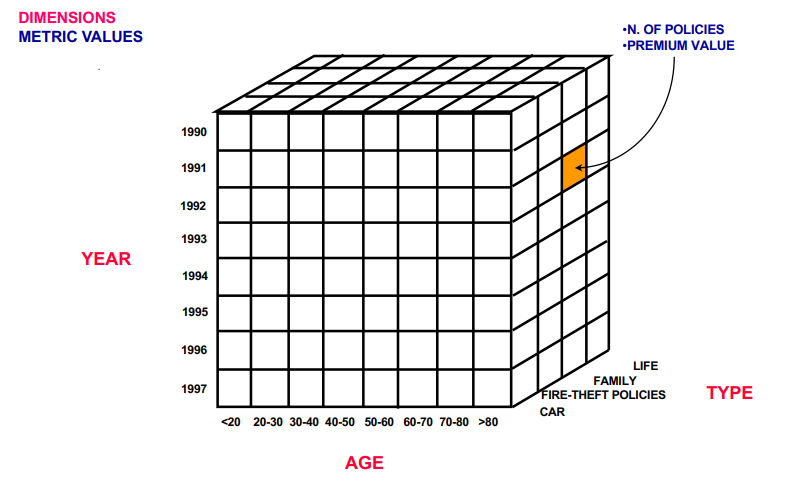 DIMENSIONS
METRIC VALUES
•N. OF POLICIES
•PREMIUM VALUE
1990
1991
1992
1993
YEAR
1994
1995
1996
1997
LIFE
FAMILY
FIRE-THEFT POLICIES
CAR
TYPE
<20 20-30 30-40 40-50 50-60 60-70 70-80 >80
AGE